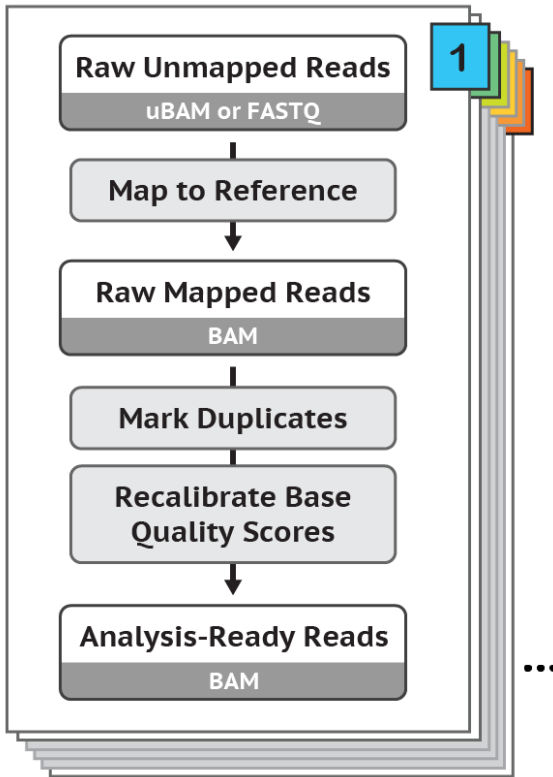 1
Raw Unmapped Reads
uBAM or FASTQ
Map to Reference
Raw Mapped Reads
BAM
Mark Duplicates
Recalibrate Base
Quality Scores
Analysis-Ready Reads
BAM
...